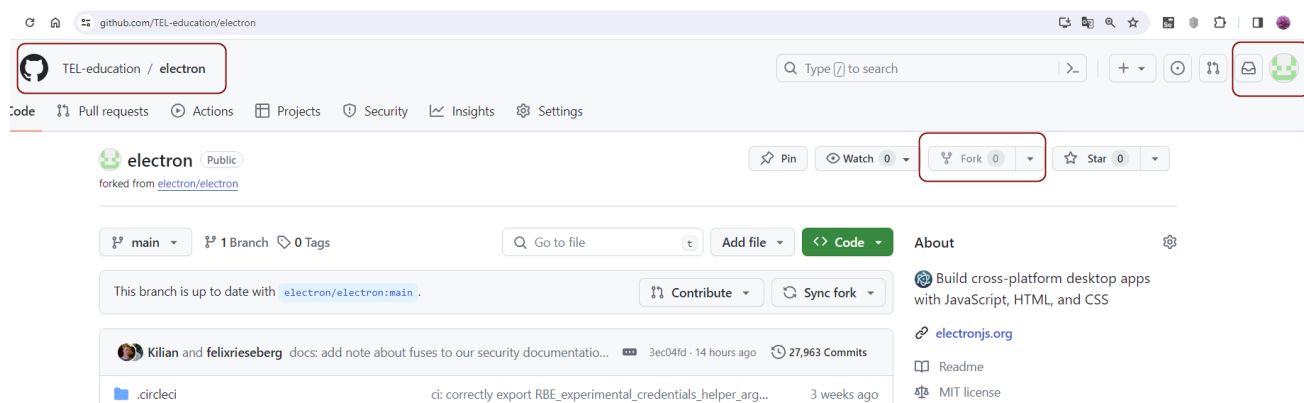 github.com/TEL-education/electron
TEL-education / electron
Type / to search
Code Pull requests Actions Projects Security Insights Settings
electron Public Pin Watch 0 Fork 0 Star 0
forked from electron/electron
main 1 Branch 0 Tags Go to file t Add file Code About
Build cross-platform desktop apps
with JavaScript, HTML, and CSS
This branch is up to date with electron/electron:main . Contribute Sync fork
electronjs.org
Kilian and felixrieseberg docs: add note about fuses to our security documentatio... 3ec04fd · 14 hours ago 27,963 Commits
Readme
.circleci ci: correctly export RBE_experimental_credentials_helper_arg... 3 weeks ago MIT license